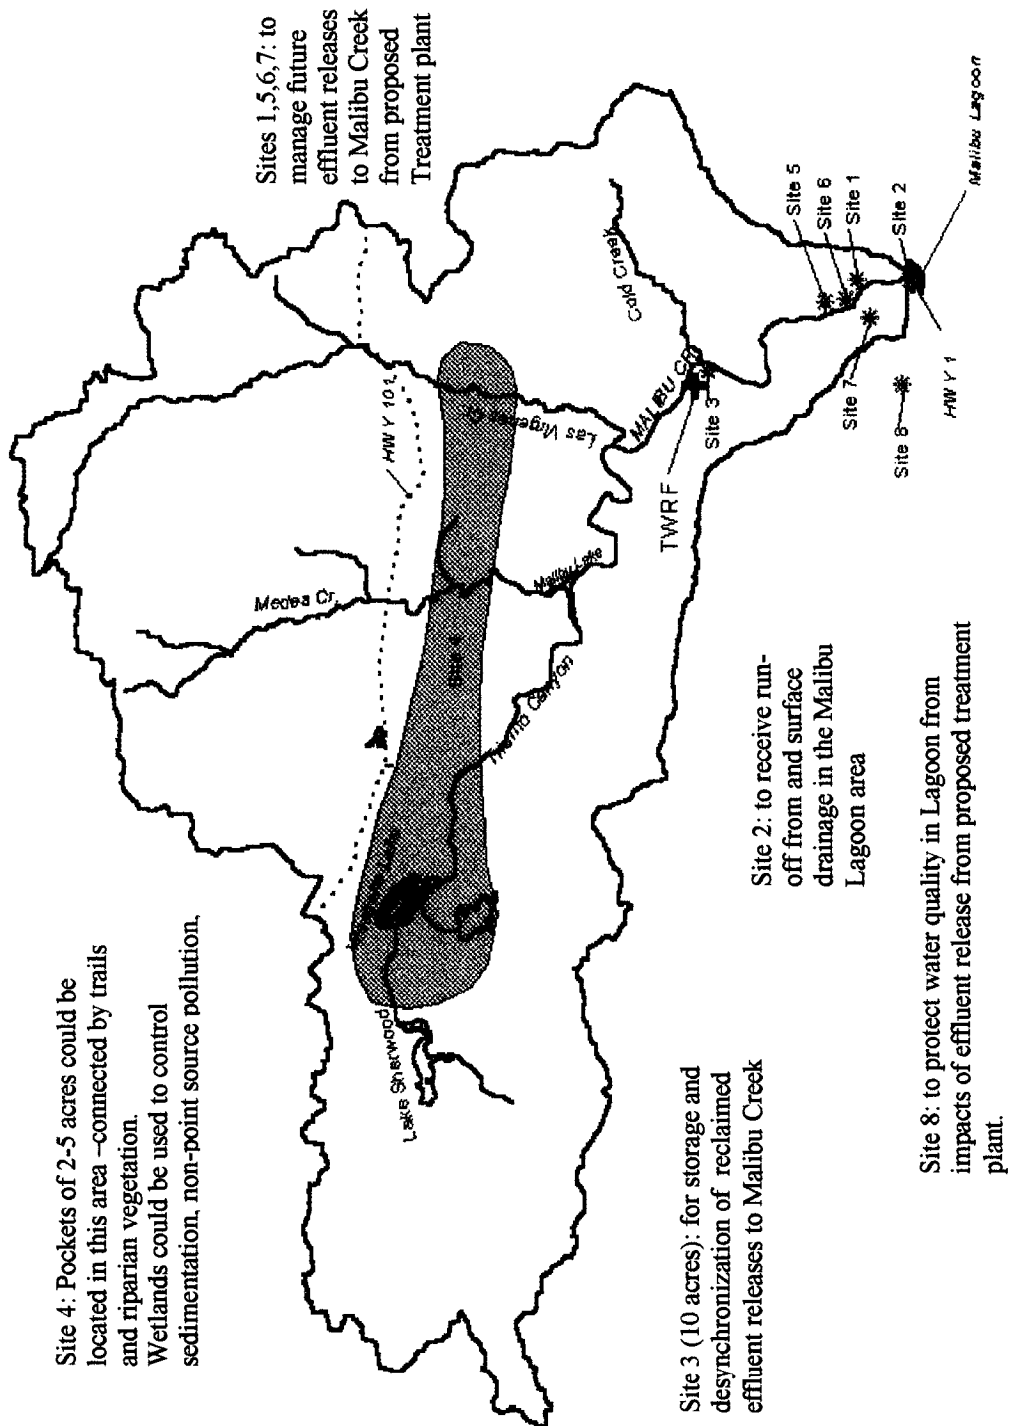 Site 4: Pockets of 2-5 acres could be
located in this area –connected by trails
and riparian vegetation.
Wetlands could be used to control
sedimentation, non-point source pollution.
Sites 1,5,6,7: to
manage future
effluent releases
to Malibu Creek
from proposed
Treatment plant
HWY 101
Medea Cr.
Las Virgenes Cr.
Lake Sherwood
Site 4
Triunfo Canyon
Malibu Lake
Cold Creek
MALIBU CR.
TWRF
Site 3
Site 5
Site 6
Site 1
Site 2
Site 7
Site 8
HWY 1
Malibu Lagoon
Site 3 (10 acres): for storage and
desynchronization of reclaimed
effluent releases to Malibu Creek
Site 2: to receive run-
off from and surface
drainage in the Malibu
Lagoon area
Site 8: to protect water quality in Lagoon from
impacts of effluent release from proposed treatment
plant.